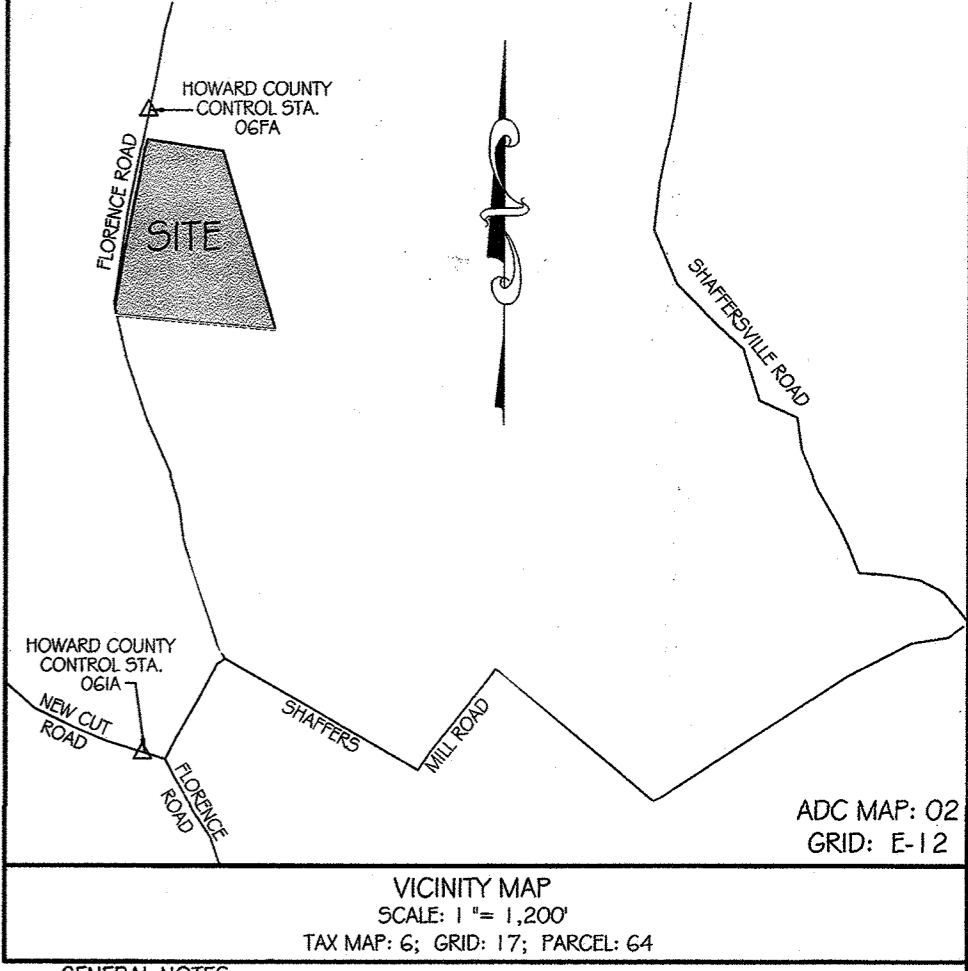 HOWARD COUNTY
CONTROL STA.
06FA
FLORENCE ROAD
SITE
SHAFFERSVILLE ROAD
HOWARD COUNTY
CONTROL STA.
06IA
NEW CUT
ROAD
SHAFFERS
MILL ROAD
FLORENCE
ROAD
ADC MAP: 02
GRID: E-12
VICINITY MAP
SCALE: 1 "= 1,200'
TAX MAP: 6; GRID: 17; PARCEL: 64
GENERAL NOTES